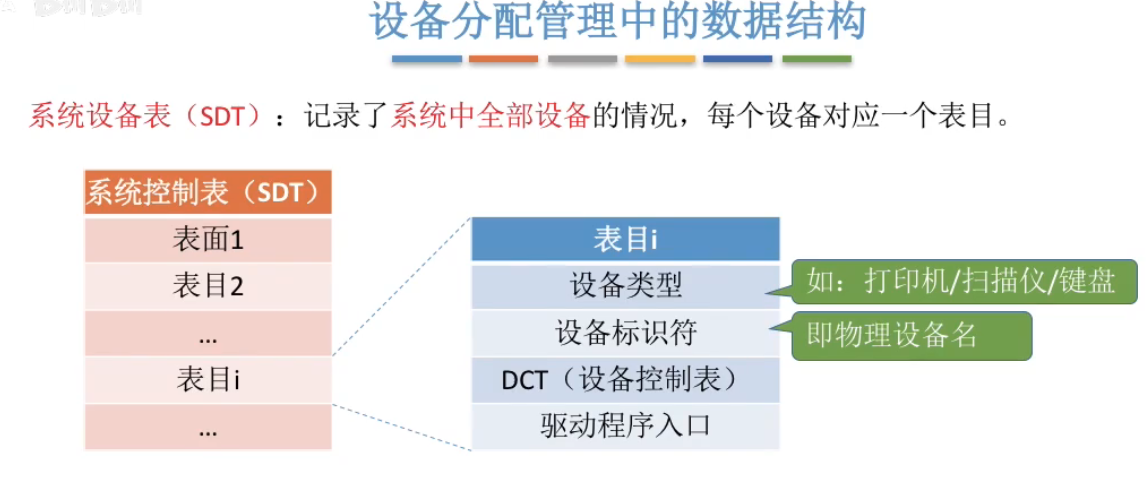 设备分配管理中的数据结构
系统设备表（SDT）：记录了系统中全部设备的情况，每个设备对应一个表目。
系统控制表（SDT）
表面1
表目2
...
表目i
...
表目i
设备类型
设备标识符
DCT（设备控制表）
驱动程序入口
如：打印机/扫描仪/键盘
即物理设备名